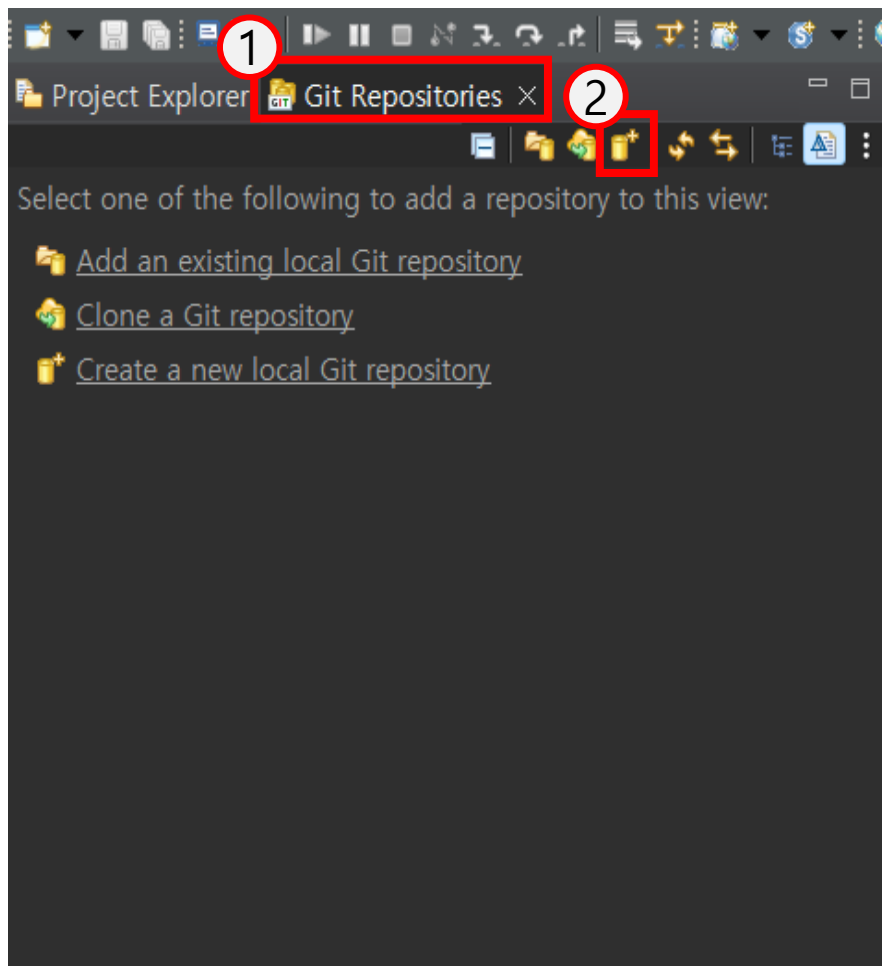 1
Project Explorer GIT Git Repositories
2
Select one of the following to add a repository to this view:
Add an existing local Git repository
Clone a Git repository
Create a new local Git repository